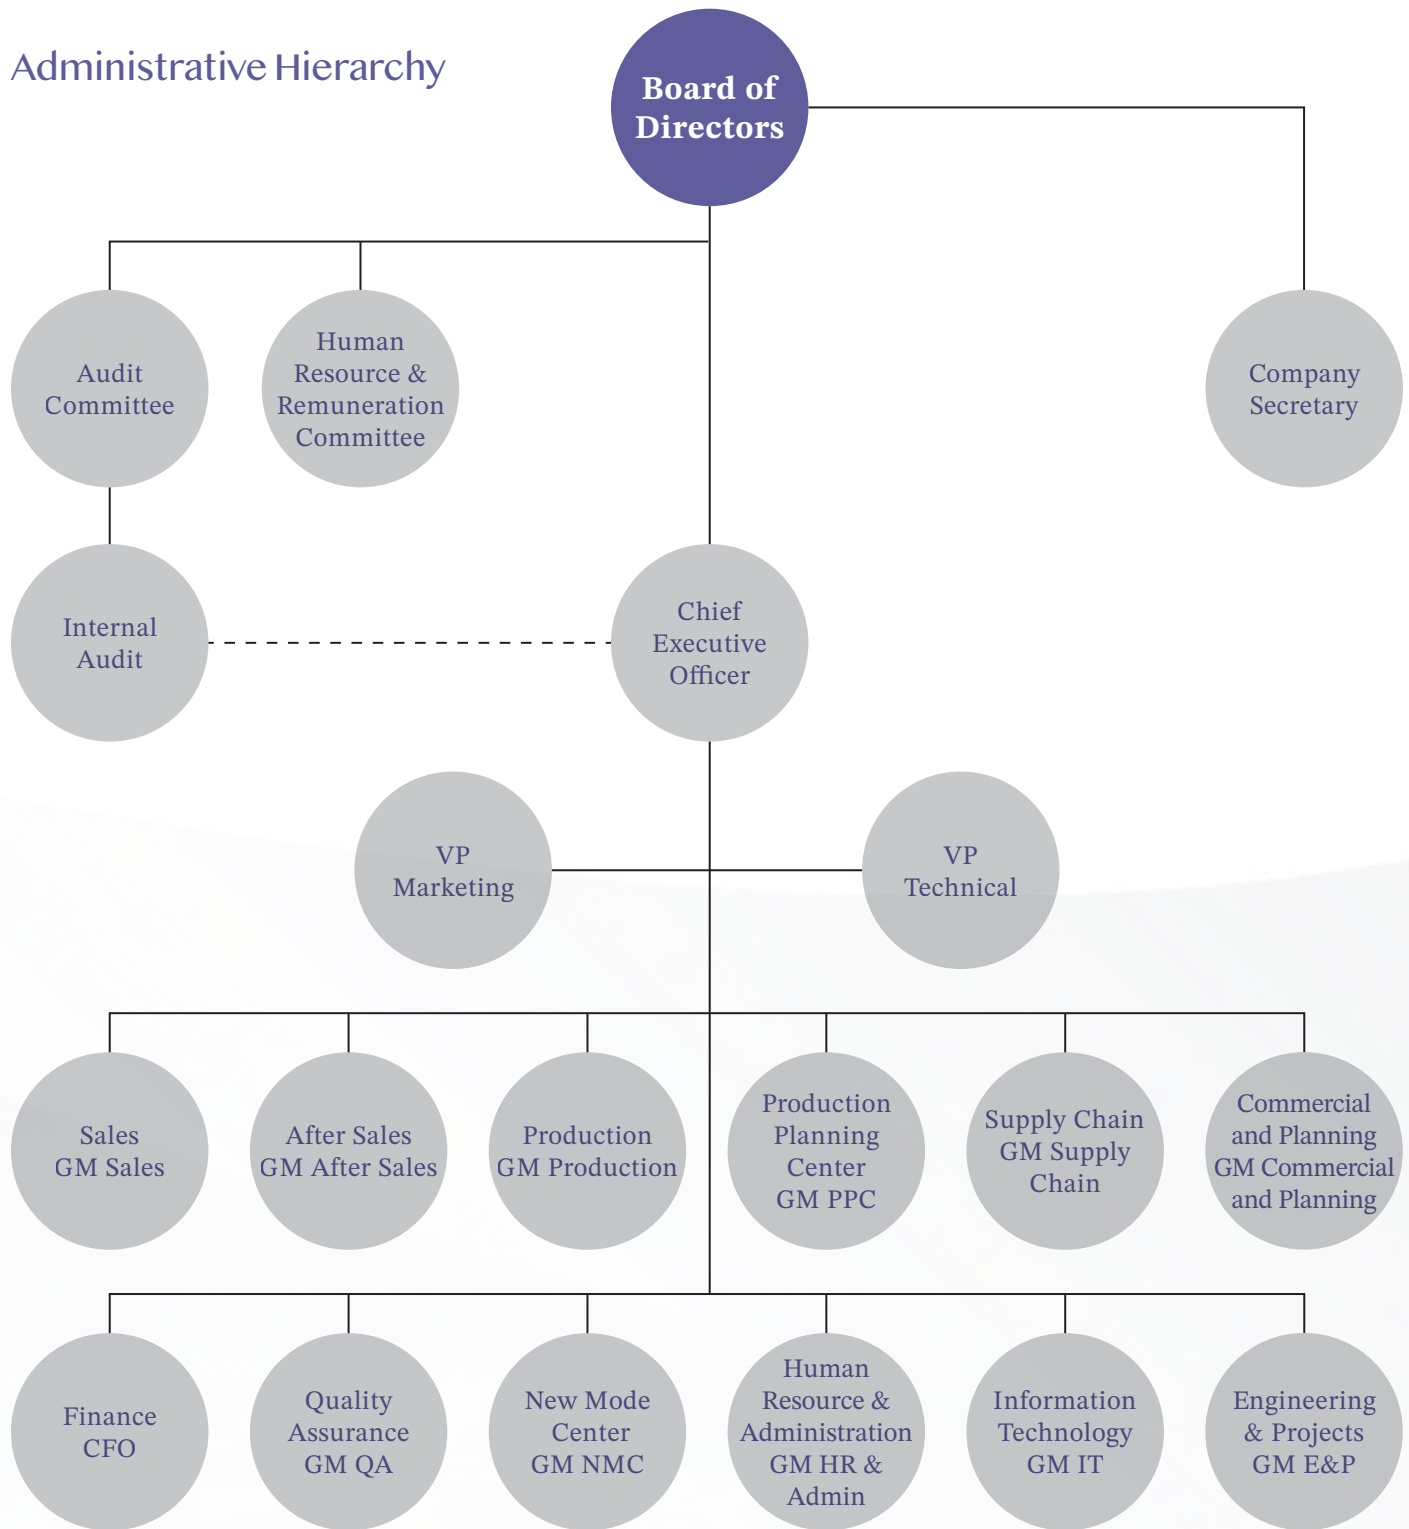 Administrative Hierarchy
Board of
Directors
Audit
Committee
Human
Resource &
Remuneration
Committee
Company
Secretary
Internal
Audit
Chief
Executive
Officer
VP
Marketing
VP
Technical
Sales
GM Sales
After Sales
GM After Sales
Production
GM Production
Production
Planning
Center
GM PPC
Supply Chain
GM Supply
Chain
Commercial
and Planning
GM Commercial
and Planning
Finance
CFO
Quality
Assurance
GM QA
New Mode
Center
GM NMC
Human
Resource &
Administration
GM HR &
Admin
Information
Technology
GM IT
Engineering
& Projects
GM E&P